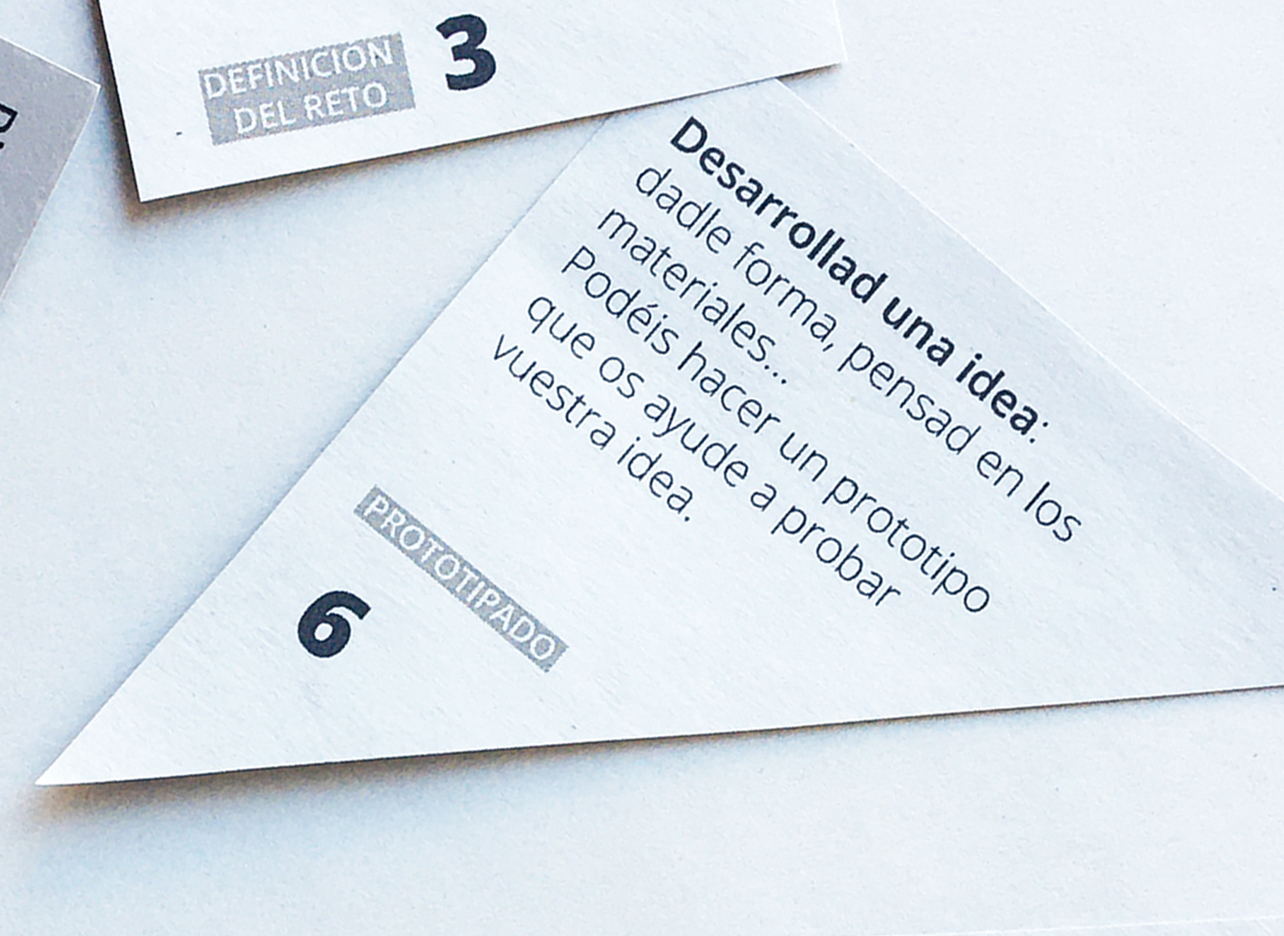 DEFINICIÓN
DEL RETO
3
Desarrollad una idea:
dadle forma, pensad en los
materiales...
Podéis hacer un prototipo
que os ayude a probar
vuestra idea.
PROTOTIPADO
6